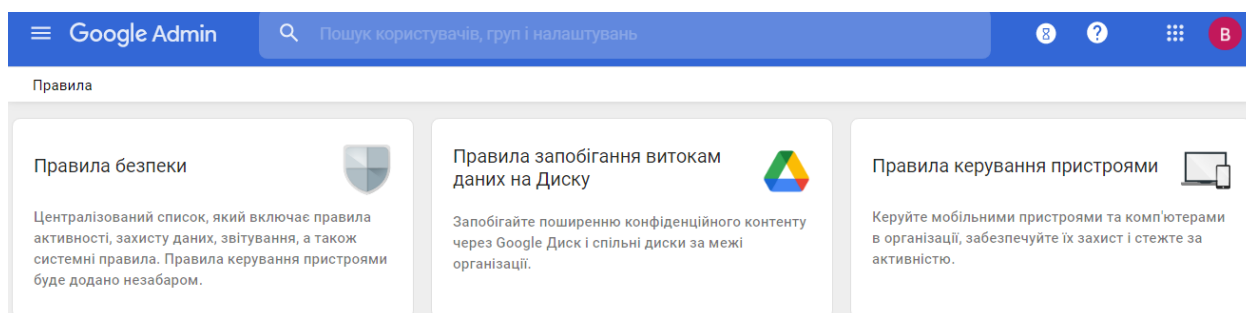 Google Admin
Пошук користувачів, груп і налаштувань
8
?
B
Правила
Правила безпеки
Централізований список, який включає правила
активності, захисту даних, звітування, а також
системні правила. Правила керування пристроями
буде додано незабаром.
Правила запобігання витокам
даних на Диску
Запобігайте поширенню конфіденційного контенту
через Google Диск і спільні диски за межі
організації.
Правила керування пристроями
Керуйте мобільними пристроями та комп'ютерами
в організації, забезпечуйте їх захист і стежте за
активністю.